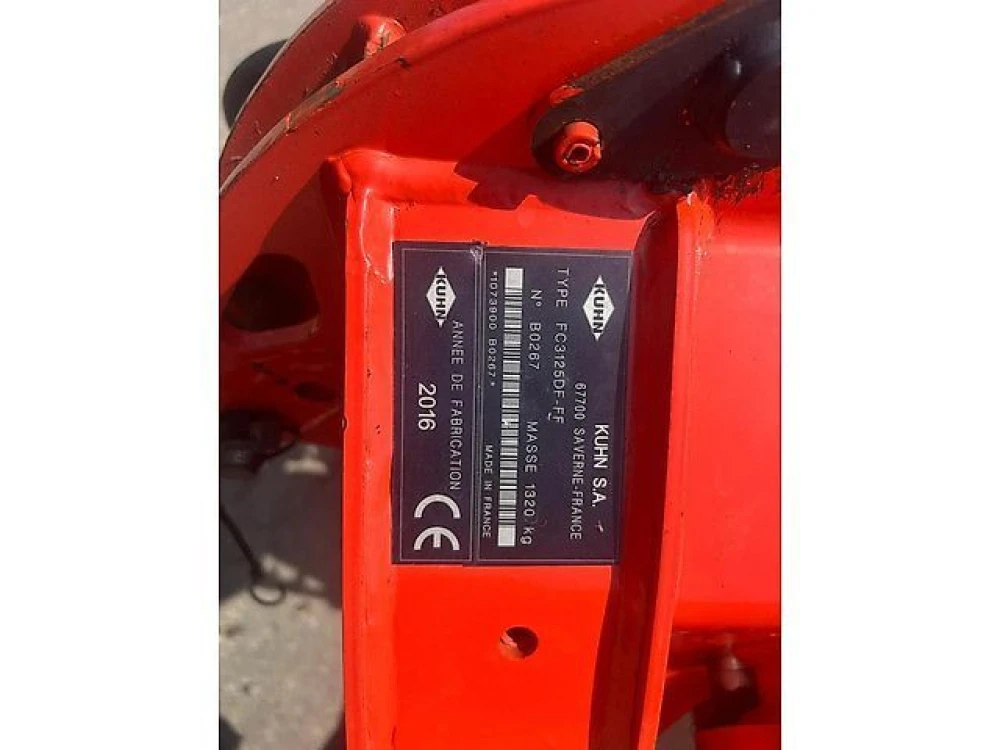 KUHN
KUHN S.A.
67700 SAVERNE-FRANCE
TYPE FC3125DF-FF
N° B0267 MASSE 1320 kg
*1073900 B0267* MADE IN FRANCE
KUHN
ANNEE DE FABRICATION
2016
CE